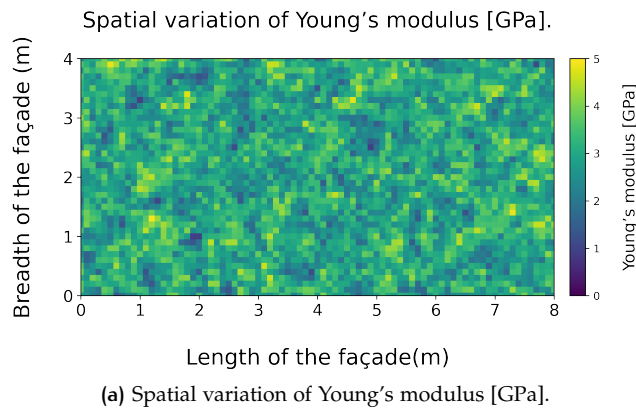 Spatial variation of Young's modulus [GPa].
Breadth of the façade (m)
4
3
2
1
0
0 1 2 3 4 5 6 7 8
Length of the façade(m)
5
4
3
2
1
0
Young's modulus [GPa]
(a) Spatial variation of Young's modulus [GPa].